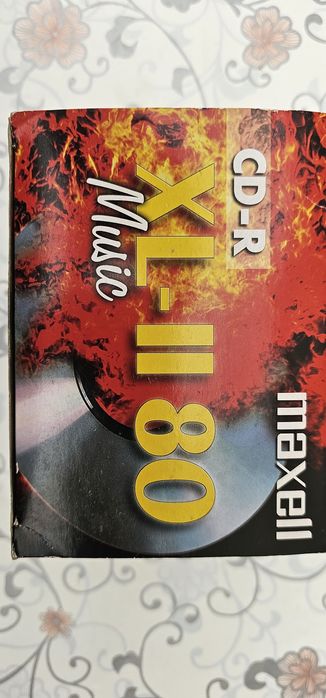 maxell
CD-R
XL-II 80
Music